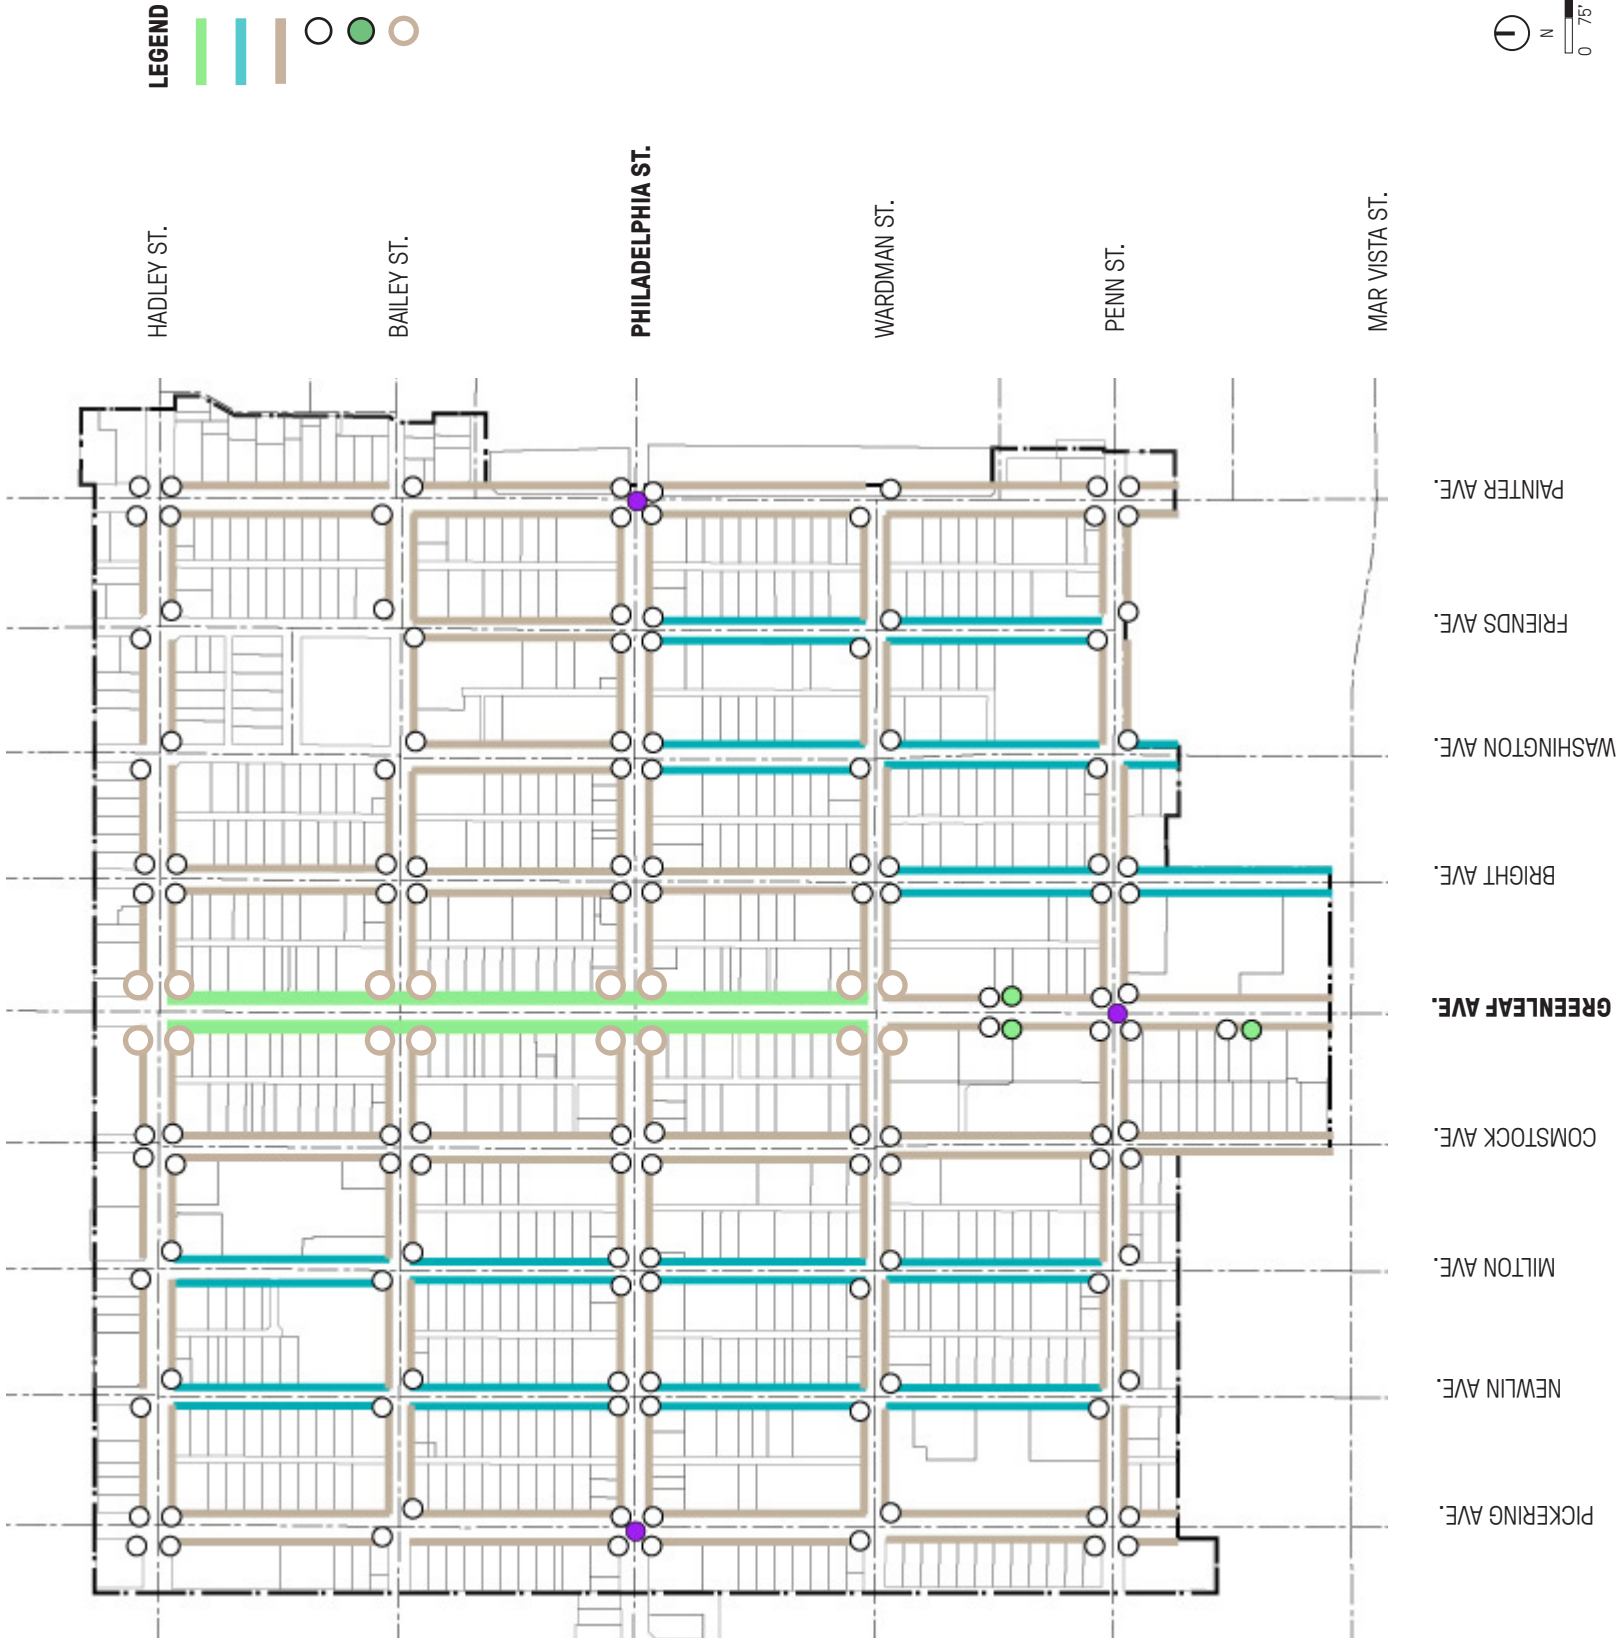 LEGEND
N
0 75'
HADLEY ST.
BAILEY ST.
PHILADELPHIA ST.
WARDMAN ST.
PENN ST.
MAR VISTA ST.
PAINTER AVE.
FRIENDS AVE.
WASHINGTON AVE.
BRIGHT AVE.
GREENLEAF AVE.
COMSTOCK AVE.
MILTON AVE.
NEWLIN AVE.
PICKERING AVE.